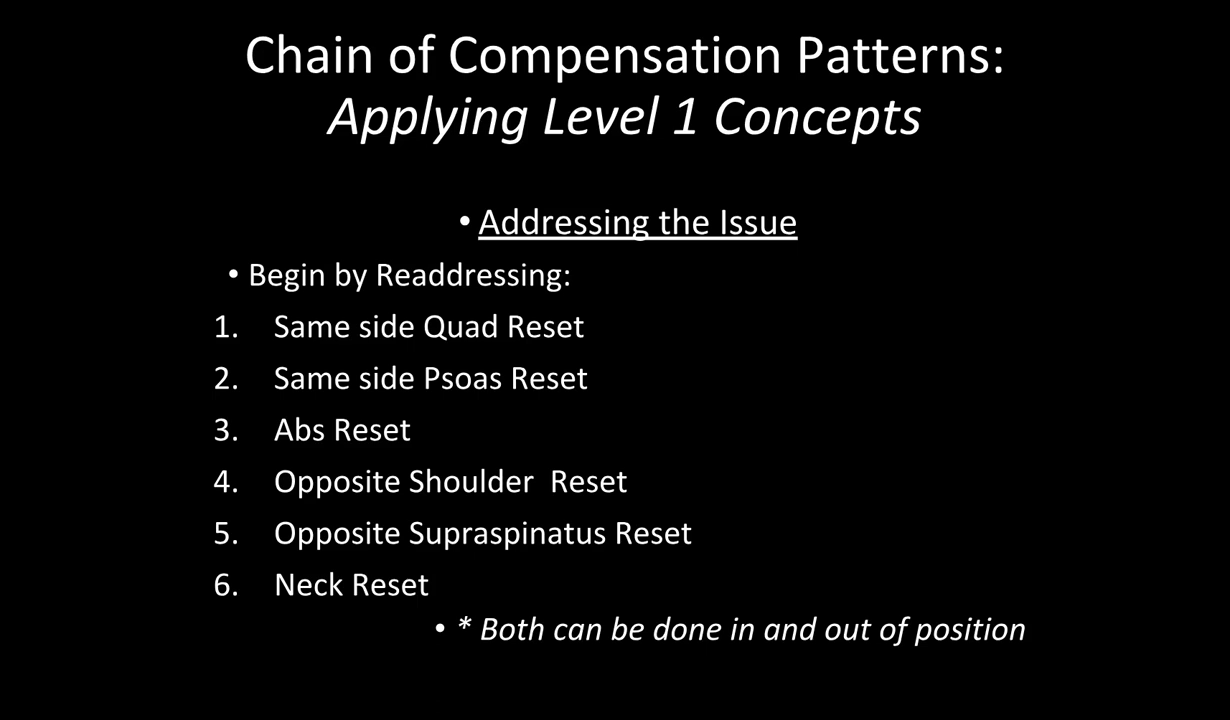 Chain of Compensation Patterns:
Applying Level 1 Concepts
• Addressing the Issue
• Begin by Readdressing:
1. Same side Quad Reset
2. Same side Psoas Reset
3. Abs Reset
4. Opposite Shoulder  Reset
5. Opposite Supraspinatus Reset
6. Neck Reset
• * Both can be done in and out of position